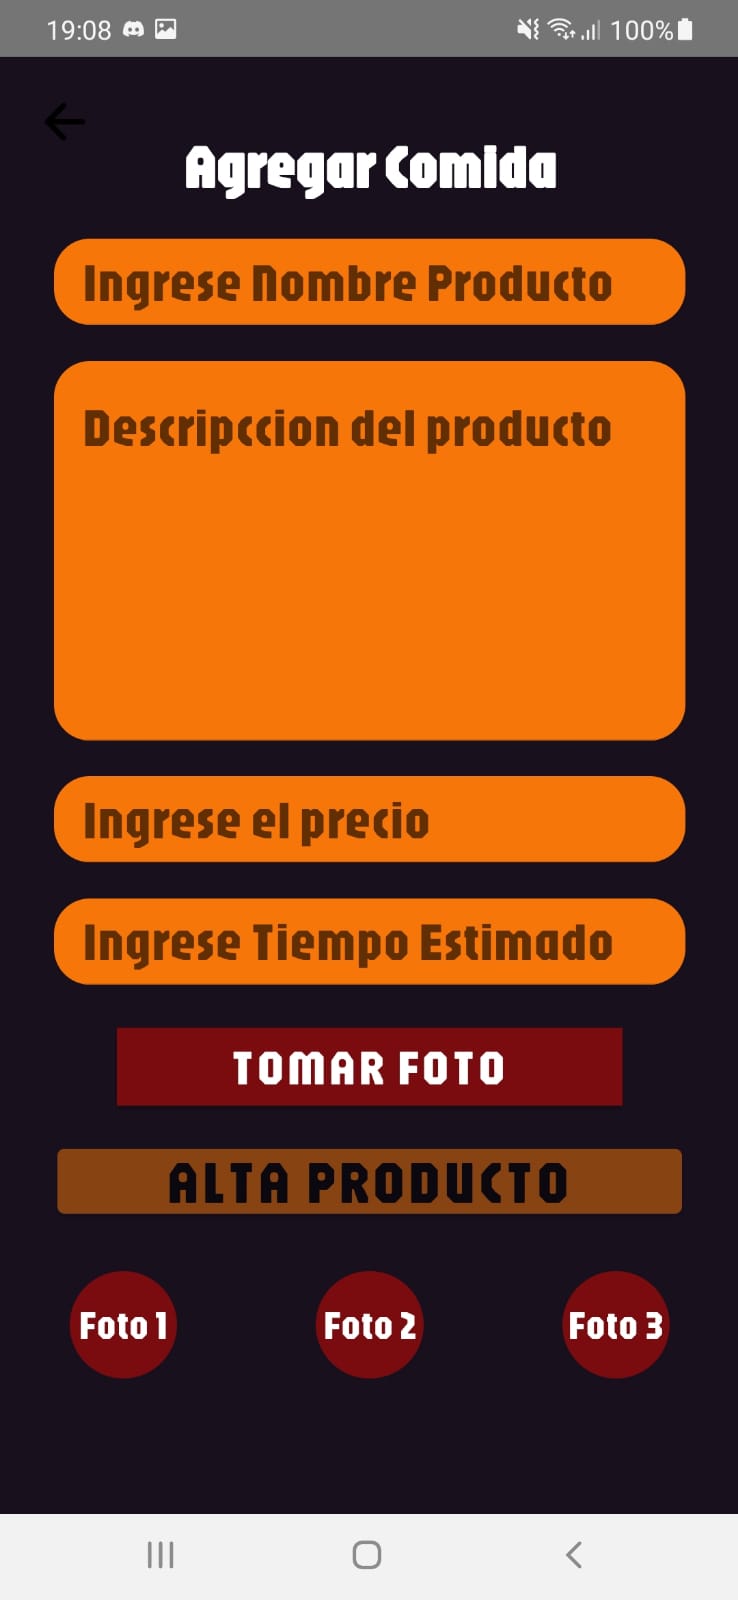 19:08 100%
Agregar Comida
Ingrese Nombre Producto
Descripccion del producto
Ingrese el precio
Ingrese Tiempo Estimado
TOMAR FOTO
ALTA PRODUCTO
Foto 1 Foto 2 Foto 3